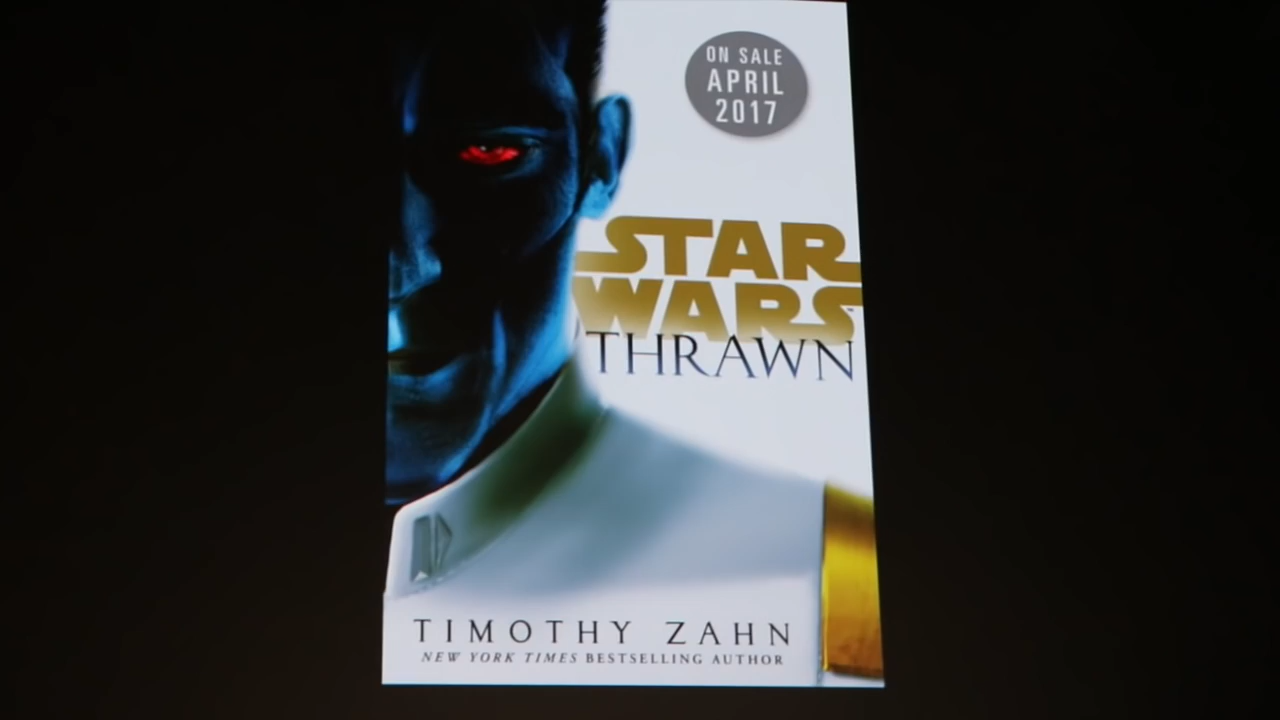 ON SALE
APRIL
2017
STAR
WARS
THRAWN
TIMOTHY ZAHN
NEW YORK TIMES BESTSELLING AUTHOR